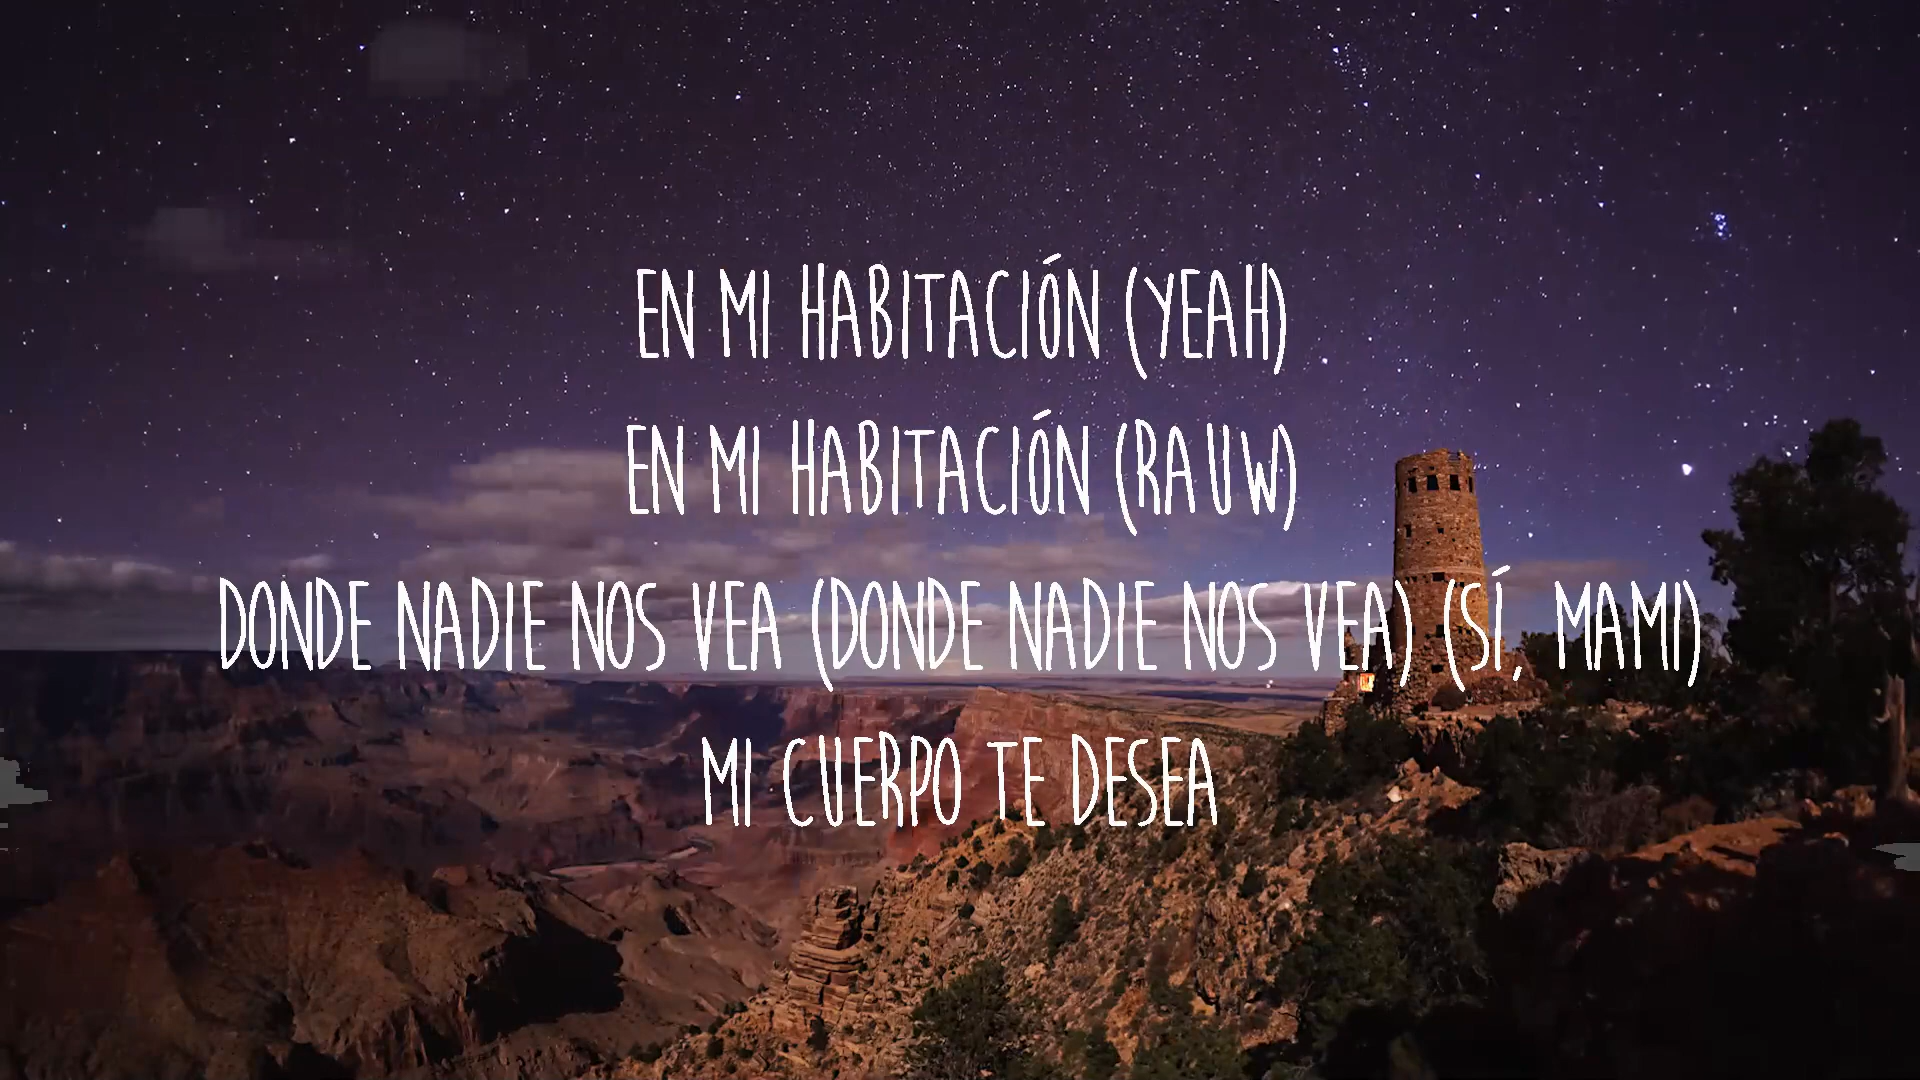 EN MI HABITACIÓN (YEAH)
EN MI HABITACIÓN (RAUW)
DONDE NADIE NOS VEA (DONDE NADIE NOS VEA) (SÍ, MAMI)
MI CUERPO TE DESEA